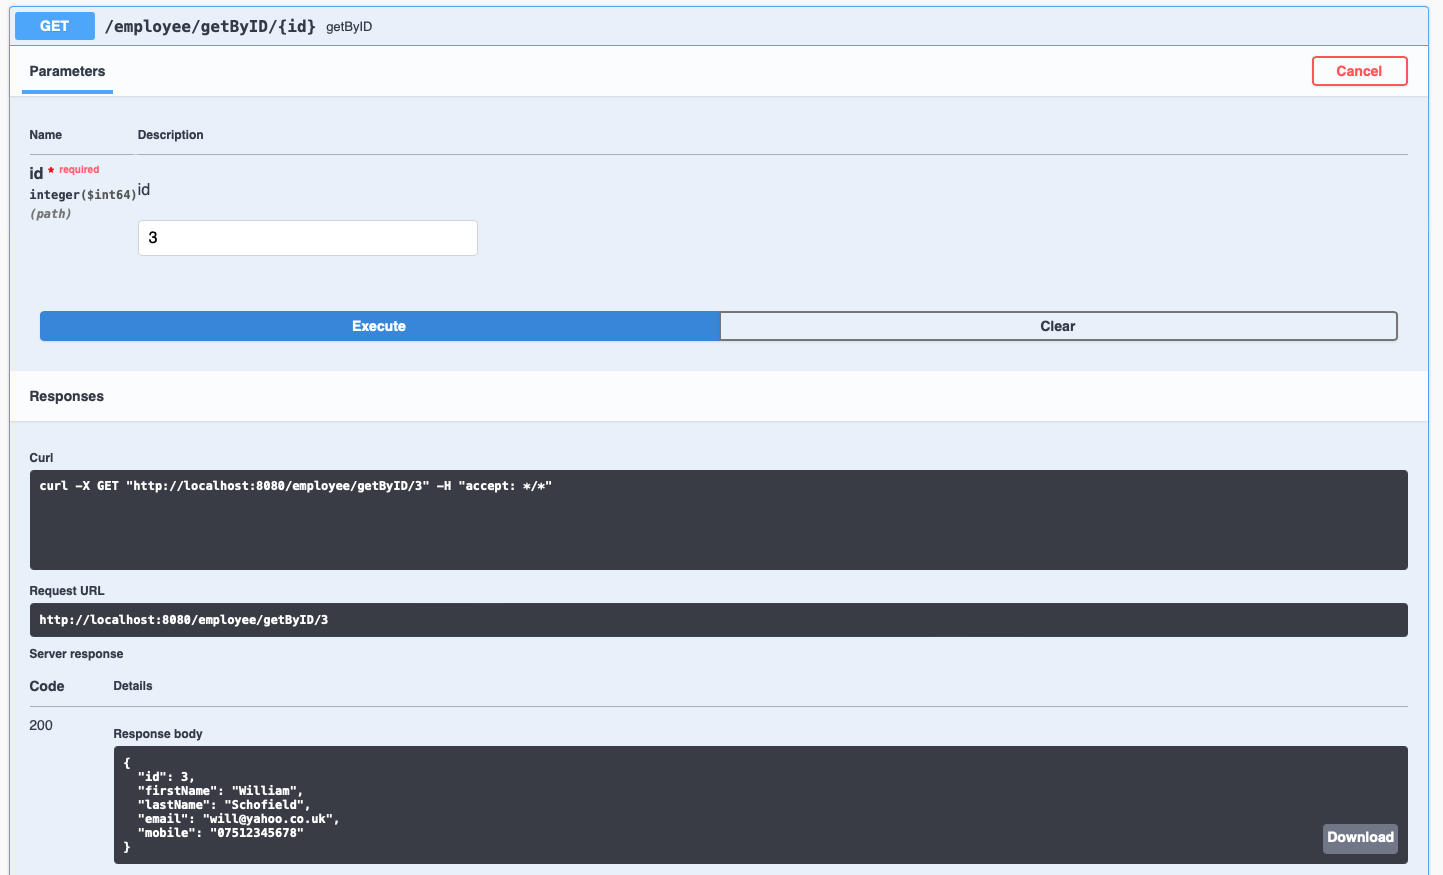 GET /employee/getByID/{id} getByID
Parameters
Cancel
Name Description
id * required
integer($int64)
(path)
id
3
Execute
Clear
Responses
Curl
curl -X GET "http://localhost:8080/employee/getByID/3" -H "accept: */*"
Request URL
http://localhost:8080/employee/getByID/3
Server response
Code Details
200
Response body
{
  "id": 3,
  "firstName": "William",
  "lastName": "Schofield",
  "email": "will@yahoo.co.uk",
  "mobile": "07512345678"
}
Download